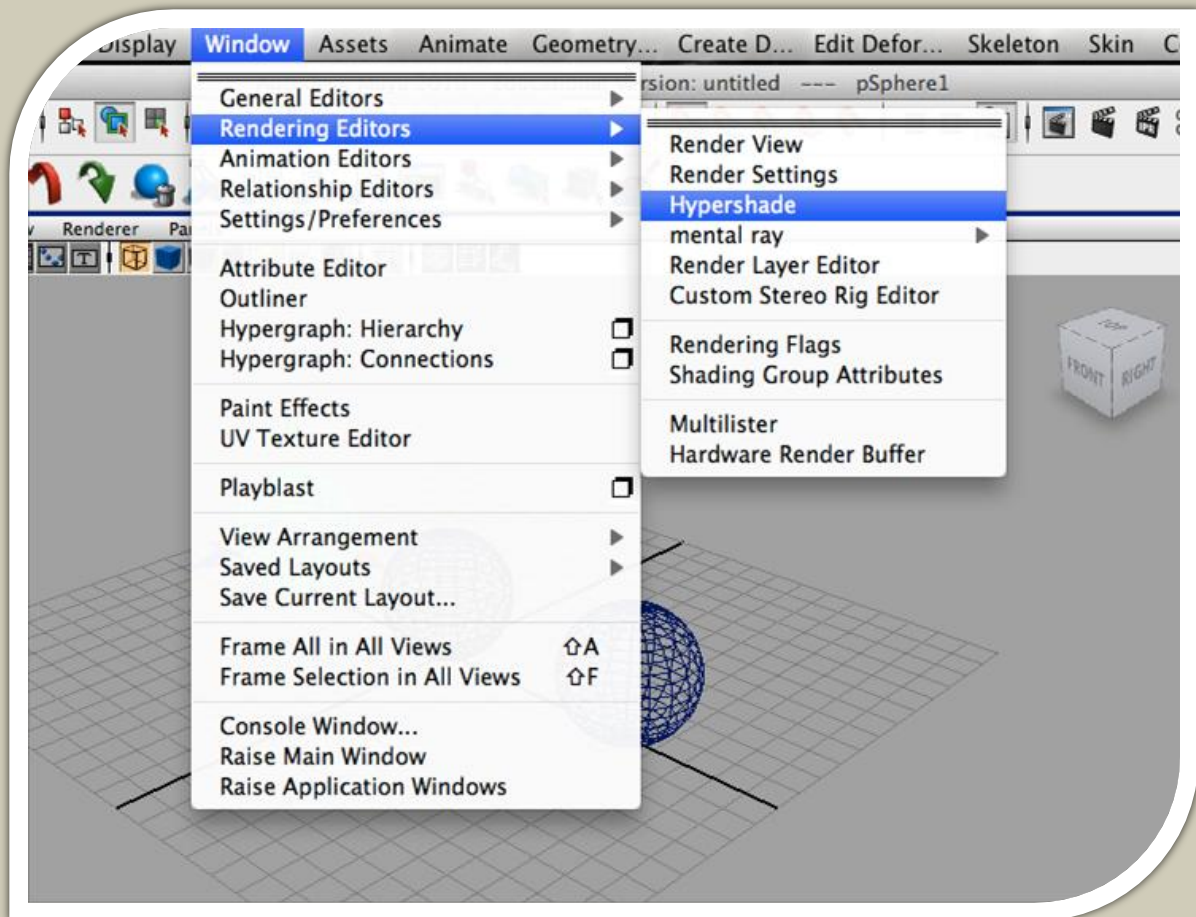 Display Window Assets Animate Geometry... Create D... Edit Defor... Skeleton Skin
rsion: untitled --- pSphere1
Renderer
General Editors
Rendering Editors
Animation Editors
Relationship Editors
Settings/Preferences
Attribute Editor
Outliner
Hypergraph: Hierarchy
Hypergraph: Connections
Paint Effects
UV Texture Editor
Playblast
View Arrangement
Saved Layouts
Save Current Layout...
Frame All in All Views ⇧A
Frame Selection in All Views ⇧F
Console Window...
Raise Main Window
Raise Application Windows
Render View
Render Settings
Hypershade
mental ray
Render Layer Editor
Custom Stereo Rig Editor
Rendering Flags
Shading Group Attributes
Multilister
Hardware Render Buffer
TOP
FRONT RIGHT